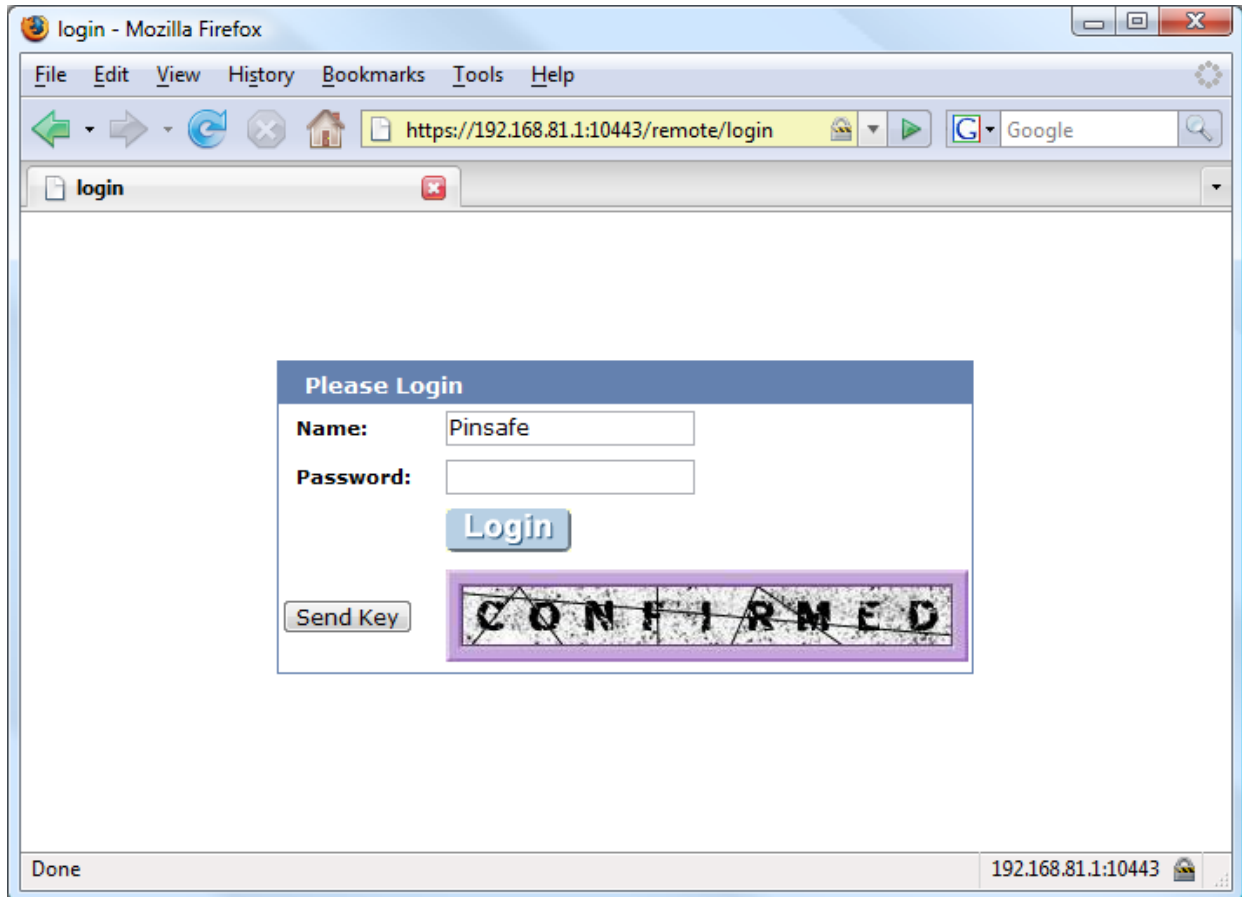 login - Mozilla Firefox
File Edit View History Bookmarks Tools Help
https://192.168.81.1:10443/remote/login G Google
login
Please Login
Name: Pinsafe
Password:
Login
Send Key CONFIRMED
Done 192.168.81.1:10443